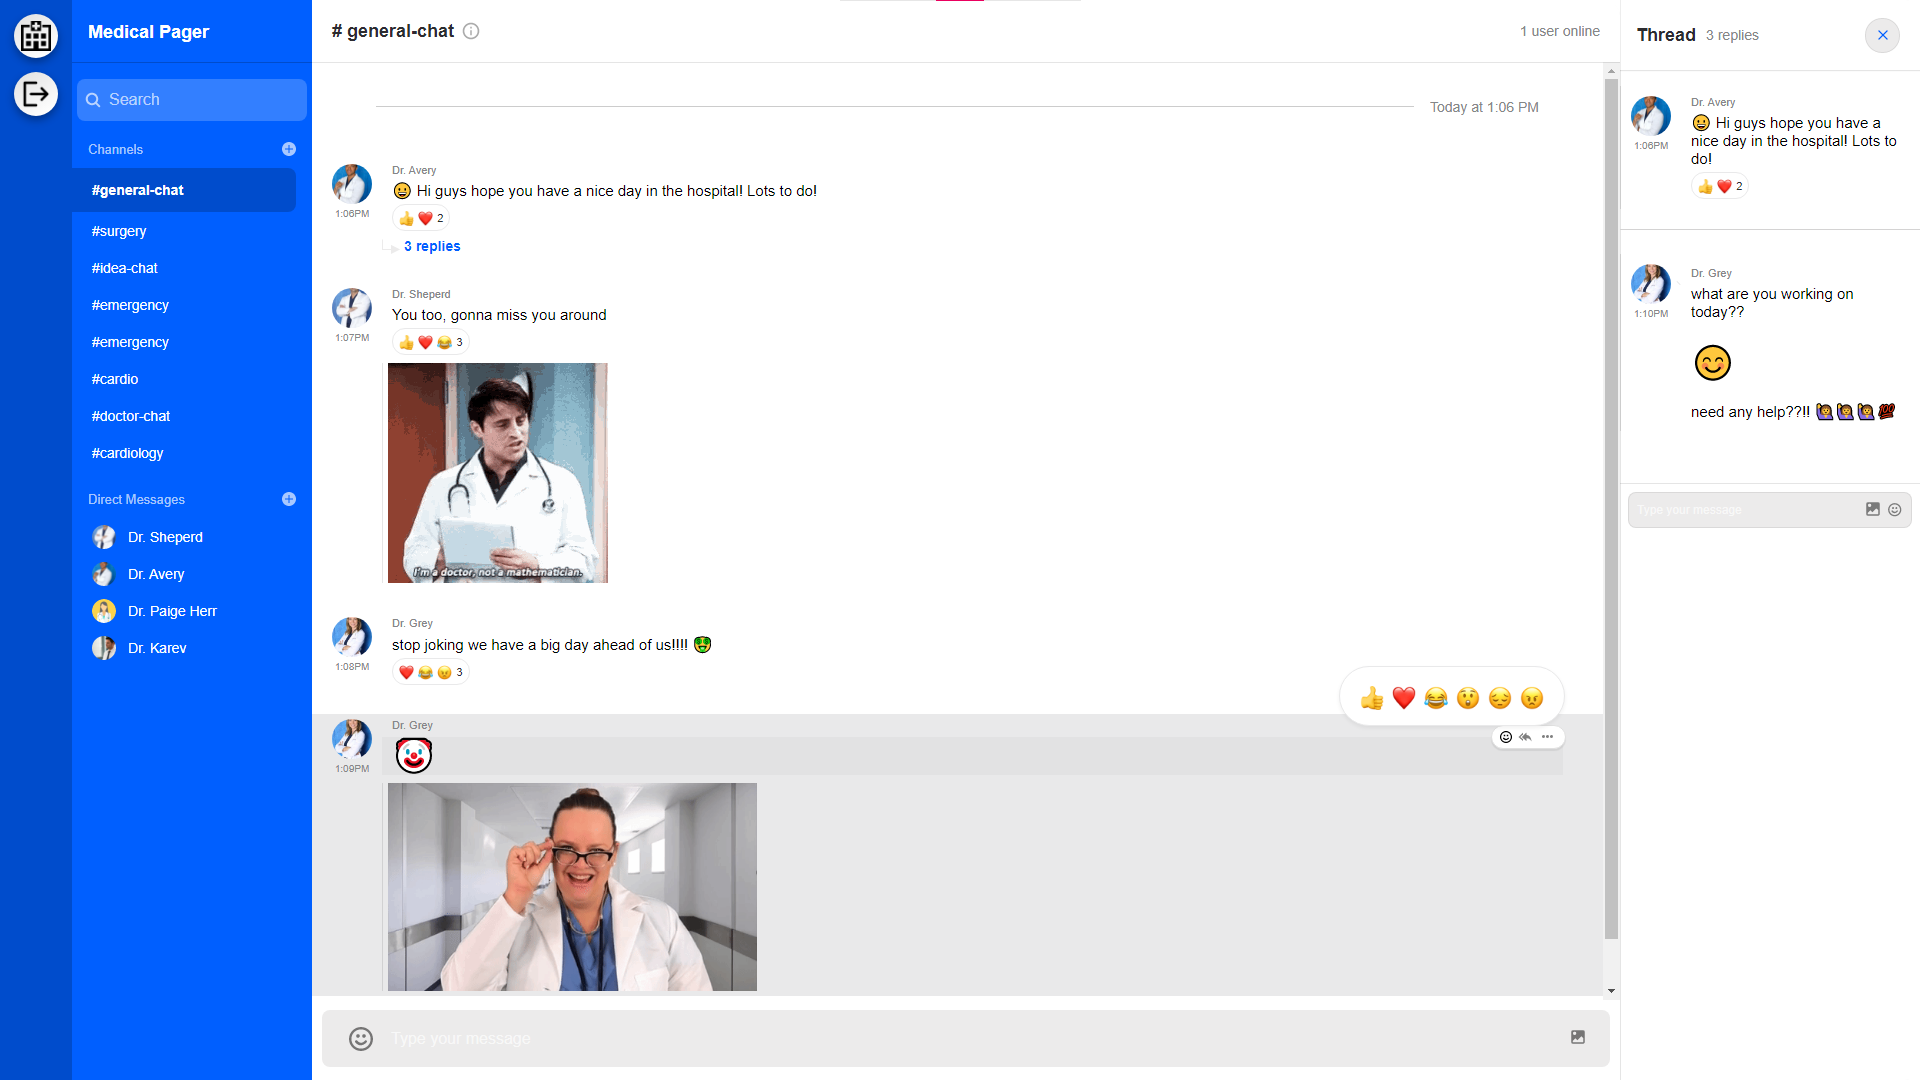 Medical Pager
Search
Channels
#general-chat
#surgery
#idea-chat
#emergency
#emergency
#cardio
#doctor-chat
#cardiology
Direct Messages
Dr. Sheperd
Dr. Avery
Dr. Paige Herr
Dr. Karev
# general-chat
1 user online
Today at 1:06 PM
Dr. Avery
😀 Hi guys hope you have a nice day in the hospital! Lots to do!
1:06PM
👍 ❤️ 2
3 replies
Dr. Sheperd
You too, gonna miss you around
1:07PM
👍 ❤️ 😂 3
I'm a doctor, not a mathematician.
Dr. Grey
stop joking we have a big day ahead of us!!!! 🤑
1:08PM
❤️ 😂 😠 3
Dr. Grey
1:09PM
Type your message
Thread 3 replies
Dr. Avery
😀 Hi guys hope you have a
nice day in the hospital! Lots to
do!
1:06PM
👍 ❤️ 2
Dr. Grey
what are you working on
today??
1:10PM
need any help??!! 🙋‍♀️🙋‍♀️🙋‍♀️💯
Type your message